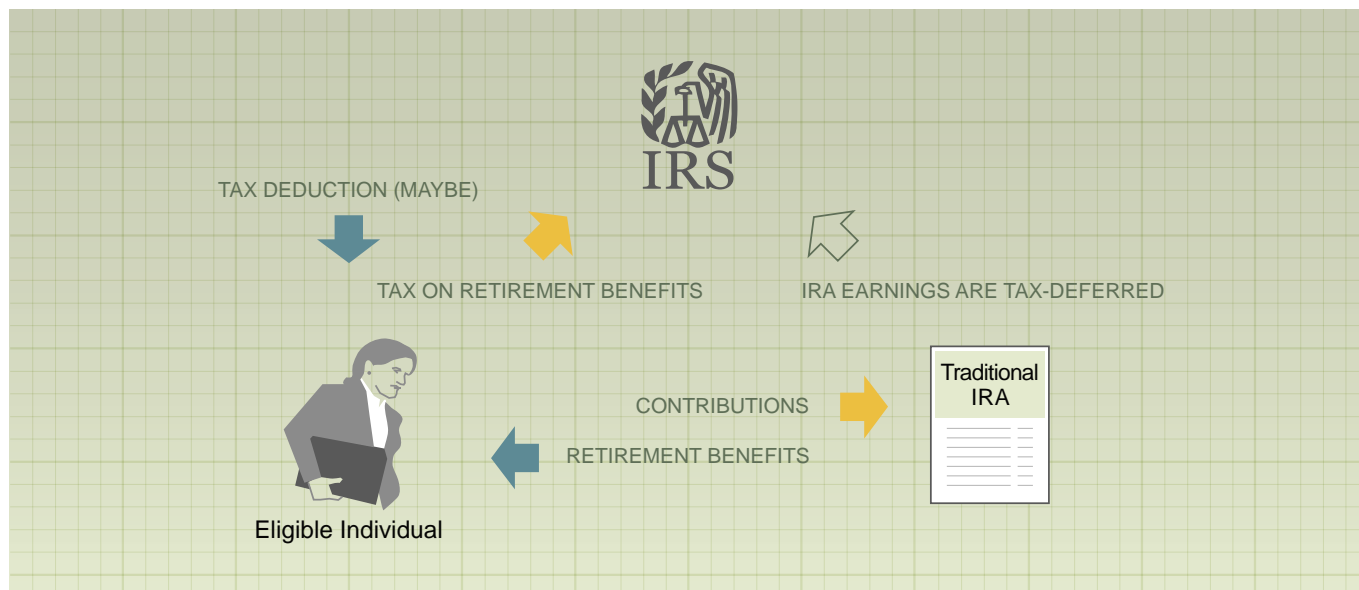 IRS
TAX DEDUCTION (MAYBE)
TAX ON RETIREMENT BENEFITS
IRA EARNINGS ARE TAX-DEFERRED
Traditional
IRA
CONTRIBUTIONS
RETIREMENT BENEFITS
Eligible Individual